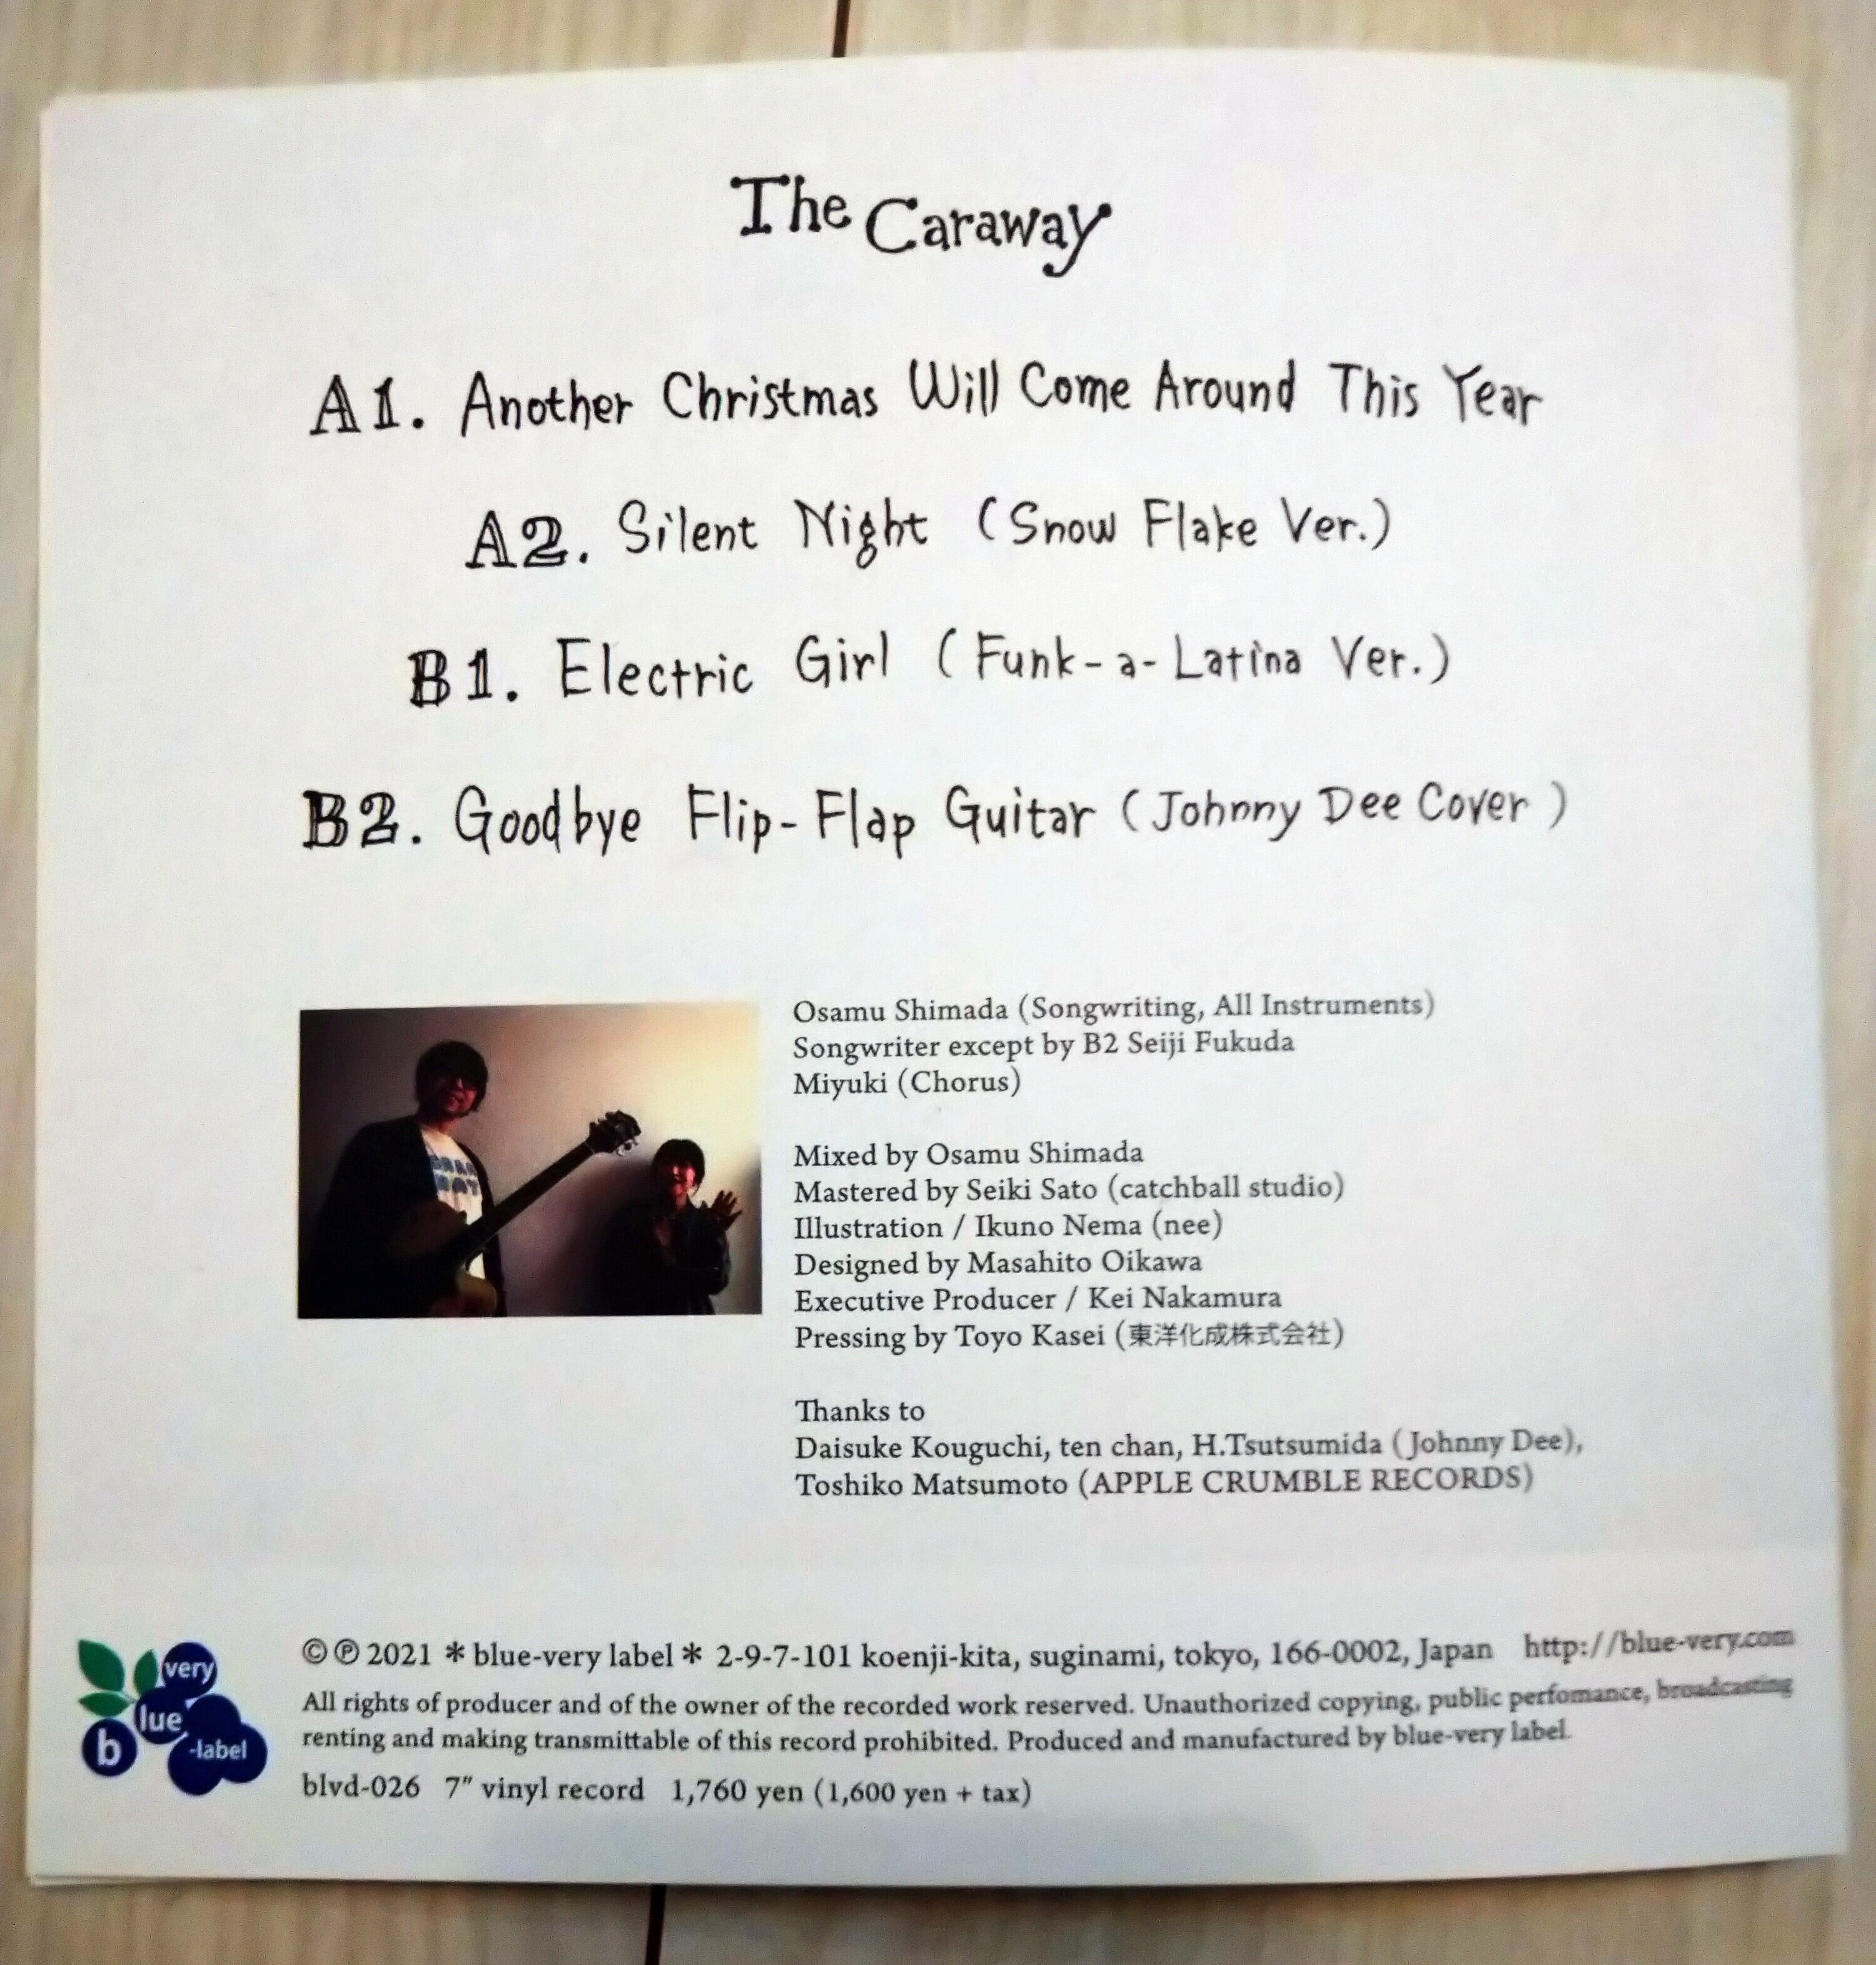 The Caraway
A1. Another Christmas Will Come Around This Year
A2. Silent Night (Snow Flake Ver.)
B1. Electric Girl (Funk-a-Latina Ver.)
B2. Goodbye Flip-Flap Guitar (Johnny Dee Cover)
Osamu Shimada (Songwriting, All Instruments)
Songwriter except by B2 Seiji Fukuda
Miyuki (Chorus)
Mixed by Osamu Shimada
Mastered by Seiki Sato (catchball studio)
Illustration / Ikuno Nema (nee)
Designed by Masahito Oikawa
Executive Producer / Kei Nakamura
Pressing by Toyo Kasei (東洋化成株式会社)
Thanks to
Daisuke Kouguchi, ten chan, H.Tsutsumida (Johnny Dee),
Toshiko Matsumoto (APPLE CRUMBLE RECORDS)
very
lue
b
-label
©℗ 2021 * blue-very label * 2-9-7-101 koenji-kita, suginami, tokyo, 166-0002, Japan http://blue-very.com
All rights of producer and of the owner of the recorded work reserved. Unauthorized copying, public perfomance, broadcasting
renting and making transmittable of this record prohibited. Produced and manufactured by blue-very label.
blvd-026 7" vinyl record 1,760 yen (1,600 yen + tax)